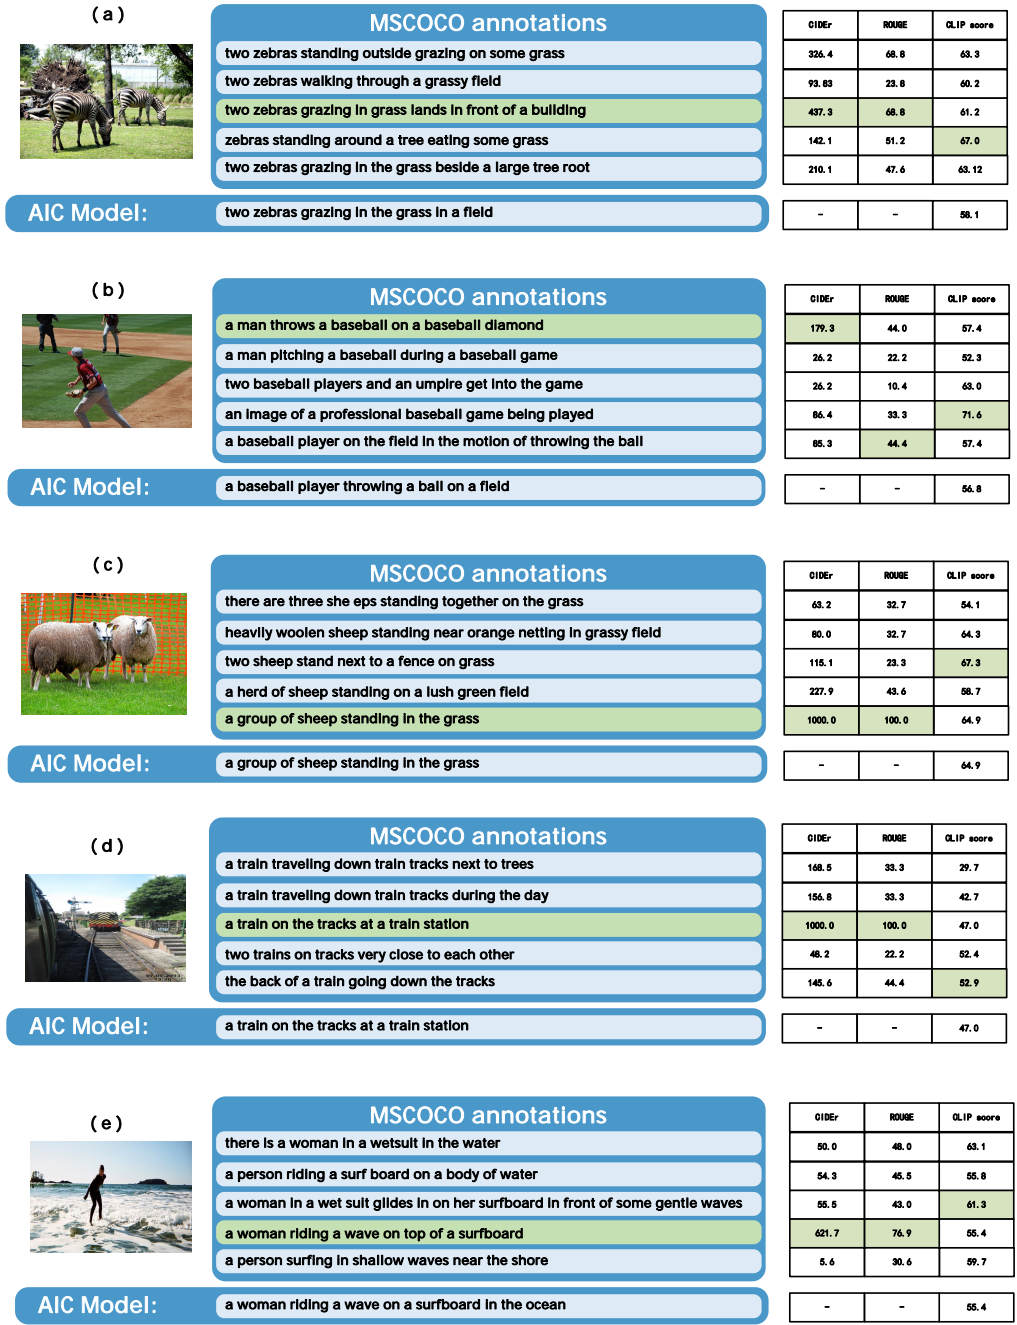 (a)
MSCOCO annotations
CIDEr ROUGE CLIP score
two zebras standing outside grazing on some grass 326.4 68.8 63.3
two zebras walking through a grassy field 93.83 23.8 60.2
two zebras grazing in grass lands in front of a building 437.3 68.8 61.2
zebras standing around a tree eating some grass 142.1 51.2 67.0
two zebras grazing in the grass beside a large tree root 210.1 47.6 63.12
AIC Model: two zebras grazing in the grass in a field - - 58.1
(b)
MSCOCO annotations
CIDEr ROUGE CLIP score
a man throws a baseball on a baseball diamond 179.3 44.0 57.4
a man pitching a baseball during a baseball game 26.2 22.2 52.3
two baseball players and an umpire get into the game 26.2 10.4 63.0
an image of a professional baseball game being played 86.4 33.3 71.6
a baseball player on the field in the motion of throwing the ball 85.3 44.4 57.4
AIC Model: a baseball player throwing a ball on a field - - 56.8
(c)
MSCOCO annotations
CIDEr ROUGE CLIP score
there are three she eps standing together on the grass 63.2 32.7 54.1
heavily woolen sheep standing near orange netting in grassy field 80.0 32.7 64.3
two sheep stand next to a fence on grass 115.1 23.3 67.3
a herd of sheep standing on a lush green field 227.9 43.6 58.7
a group of sheep standing in the grass 1000.0 100.0 64.9
AIC Model: a group of sheep standing in the grass - - 64.9
(d)
MSCOCO annotations
CIDEr ROUGE CLIP score
a train traveling down train tracks next to trees 168.5 33.3 29.7
a train traveling down train tracks during the day 156.8 33.3 42.7
a train on the tracks at a train station 1000.0 100.0 47.0
two trains on tracks very close to each other 48.2 22.2 52.4
the back of a train going down the tracks 145.6 44.4 52.9
AIC Model: a train on the tracks at a train station - - 47.0
(e)
MSCOCO annotations
CIDEr ROUGE CLIP score
there is a woman in a wetsuit in the water 50.0 48.0 63.1
a person riding a surf board on a body of water 54.3 45.5 55.8
a woman in a wet suit glides in on her surfboard in front of some gentle waves 55.5 43.0 61.3
a woman riding a wave on top of a surfboard 621.7 76.9 55.4
a person surfing in shallow waves near the shore 5.6 30.6 59.7
AIC Model: a woman riding a wave on a surfboard in the ocean - - 55.4